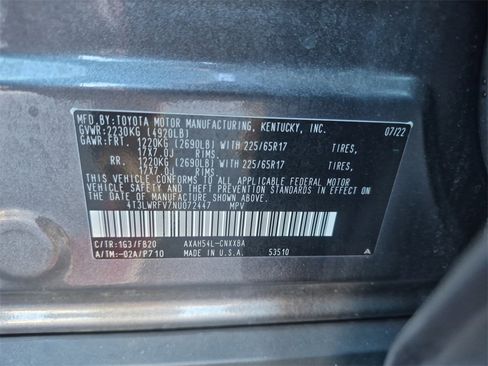 MFD.BY:TOYOTA MOTOR MANUFACTURING, KENTUCKY, INC. 07/22
GVWR:2230KG (4920LB)
GAWR:FRT. 1220KG (2690LB) WITH 225/65R17 TIRES,
17X7.0J RIMS.
RR. 1220KG (2690LB) WITH 225/65R17 TIRES,
17X7.0J RIMS.
THIS VEHICLE CONFORMS TO ALL APPLICABLE FEDERAL MOTOR
VEHICLE SAFETY AND THEFT PREVENTION STANDARDS IN EFFECT ON
THE DATE OF MANUFACTURE SHOWN ABOVE.
4T3LWRFV7NU072447 MPV
C/TR:1G3/FB20 AXAH54L-CNXXBA
A/TM:-02A/P710 MADE IN U.S.A. 53510